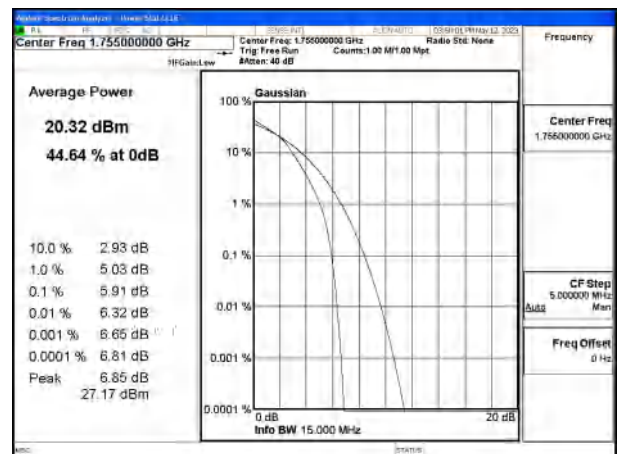 Center Freq 1.755000000 GHz
Center Freq: 1.755000000 GHz
Radio Std: None
Trig: Free Run
Counts:1.00 M/1.00 Mpt
#IFGain:Low
#Atten: 40 dB
Frequency
Average Power
20.32 dBm
44.64 % at 0dB
10.0 % 2.93 dB
1.0 % 5.03 dB
0.1 % 5.91 dB
0.01 % 6.32 dB
0.001 % 6.65 dB
0.0001 % 6.81 dB
Peak 6.85 dB
27.17 dBm
Gaussian
100 %
10 %
1 %
0.1 %
0.01 %
0.001 %
0.0001 %
0 dB
20 dB
Info BW 15.000 MHz
Center Freq
1.755000000 GHz
CF Step
5.000000 MHz
Auto Man
Freq Offset
0 Hz
MSG
STATUS